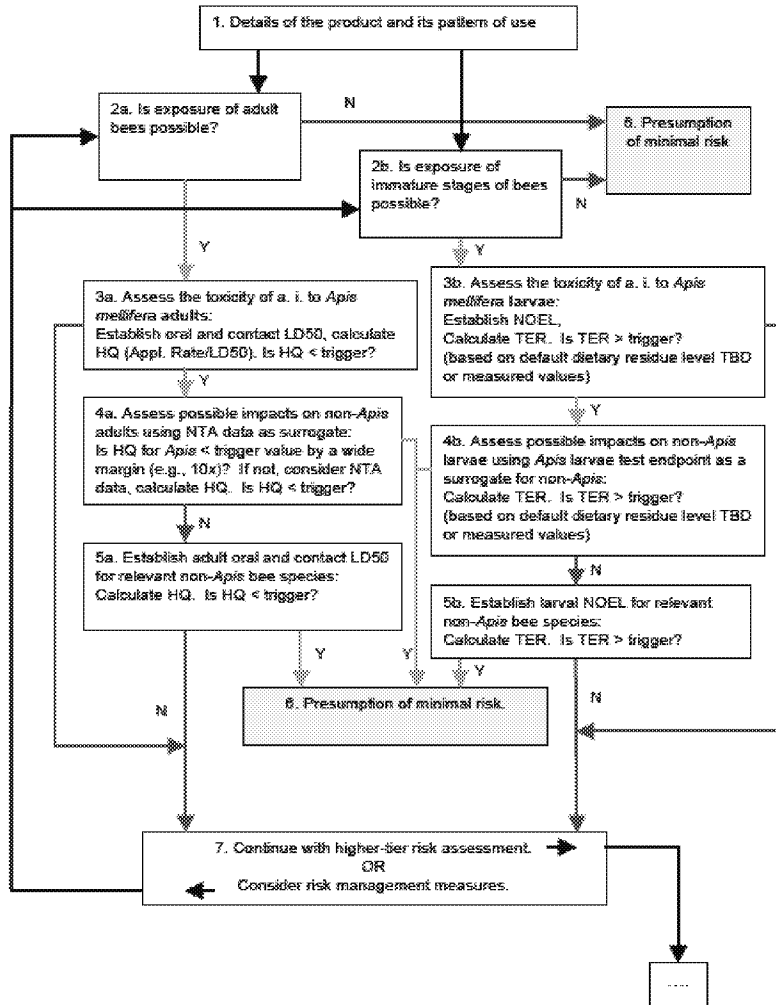 1. Details of the product and its pattern of use
2a. Is exposure of adult
bees possible?
N
6. Presumption
of minimal risk
2b. Is exposure of
immature stages of bees
possible?
N
Y
Y
3a. Assess the toxicity of a. i. to Apis
mellifera adults:
Establish oral and contact LD50, calculate
HQ (Appl. Rate/LD50). Is HQ < trigger?
3b. Assess the toxicity of a. i. to Apis
mellifera larvae:
Establish NOEL,
Calculate TER. Is TER > trigger?
(based on default dietary residue level TBD
or measured values)
Y
Y
4a. Assess possible impacts on non-Apis
adults using NTA data as surrogate:
Is HQ for Apis < trigger value by a wide
margin (e.g., 10x)? If not, consider NTA
data, calculate HQ. Is HQ < trigger?
4b. Assess possible impacts on non-Apis
larvae using Apis larvae test endpoint as a
surrogate for non-Apis:
Calculate TER. Is TER > trigger?
(based on default dietary residue level TBD
or measured values)
N
N
5a. Establish adult oral and contact LD50
for relevant non-Apis bee species:
Calculate HQ. Is HQ < trigger?
5b. Establish larval NOEL for relevant
non-Apis bee species:
Calculate TER. Is TER > trigger?
Y
Y
Y
N
6. Presumption of minimal risk.
N
7. Continue with higher-tier risk assessment.
OR
Consider risk management measures.
....